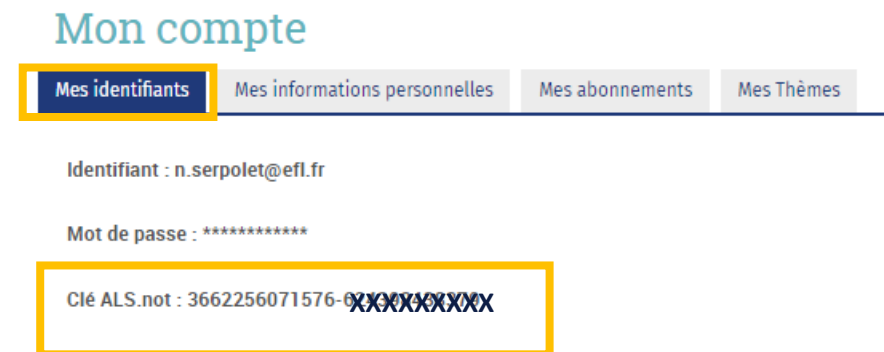 Mon compte
Mes identifiants Mes informations personnelles Mes abonnements Mes Thèmes
Identifiant : n.serpolet@efl.fr
Mot de passe : ************
Clé ALS.not : 3662256071576-XXXXXXXXX